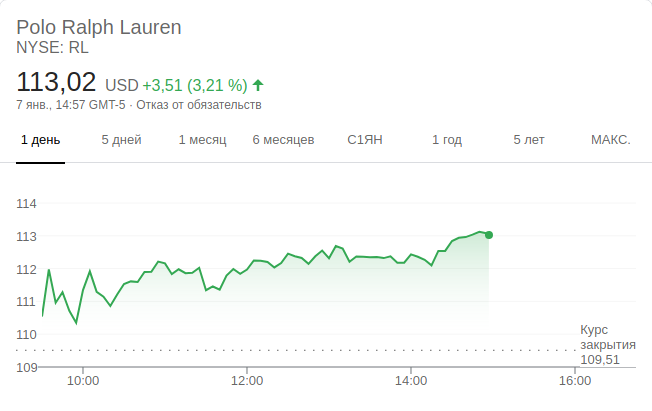 Polo Ralph Lauren
NYSE: RL
113,02 USD +3,51 (3,21 %)
7 янв., 14:57 GMT-5 · Отказ от обязательств
1 день 5 дней 1 месяц 6 месяцев С1ЯН 1 год 5 лет МАКС.
114
113
112
111
110
Курс
закрытия
109,51
109
10:00 12:00 14:00 16:00